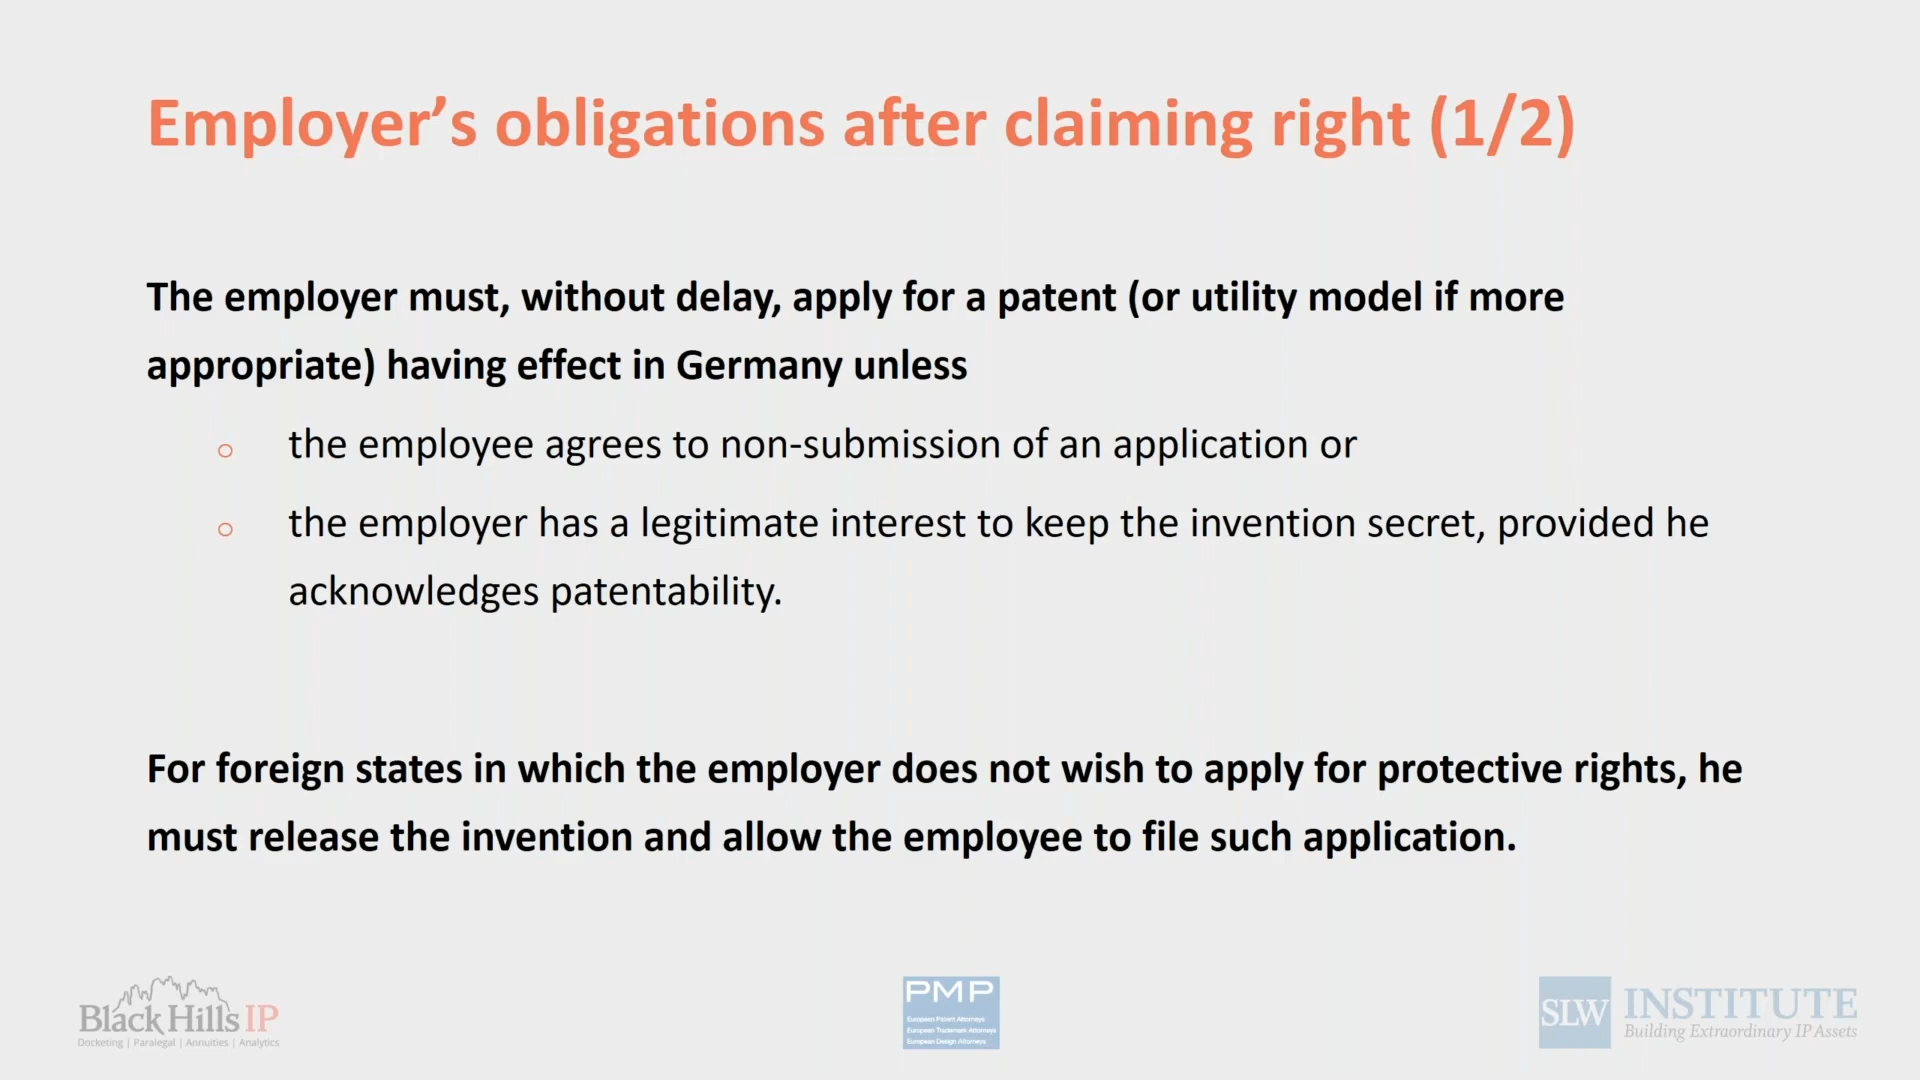 Employer’s obligations after claiming right (1/2)
The employer must, without delay, apply for a patent (or utility model if more
appropriate) having effect in Germany unless
○ the employee agrees to non-submission of an application or
○ the employer has a legitimate interest to keep the invention secret, provided he
acknowledges patentability.
For foreign states in which the employer does not wish to apply for protective rights, he
must release the invention and allow the employee to file such application.
Black Hills IP
Docketing | Paralegal | Annuities | Analytics
PMP
European Patent Attorneys
European Trademark Attorneys
European Design Attorneys
SLW INSTITUTE
Building Extraordinary IP Assets